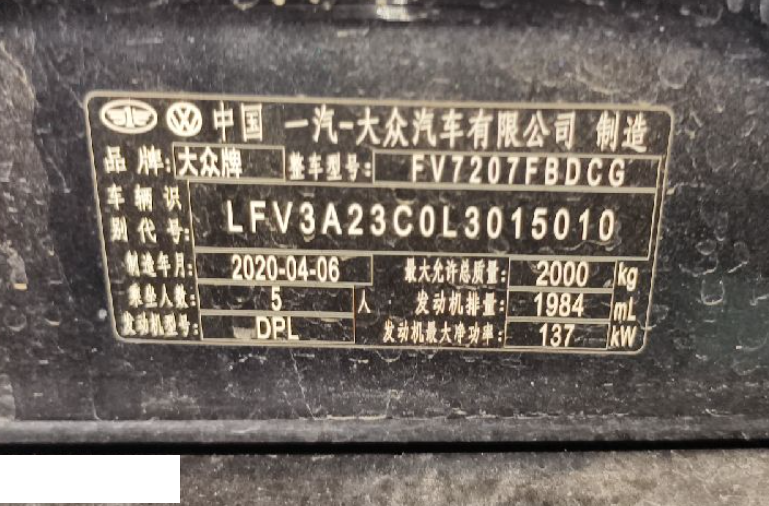 中国 一汽-大众汽车有限公司 制造
品牌: 大众牌 整车型号: FV7207FBDCG
车辆识别代号: LFV3A23C0L3015010
制造年月: 2020-04-06 最大允许总质量: 2000 kg
乘坐人数: 5 人 发动机排量: 1984 mL
发动机型号: DPL 发动机最大净功率: 137 kW